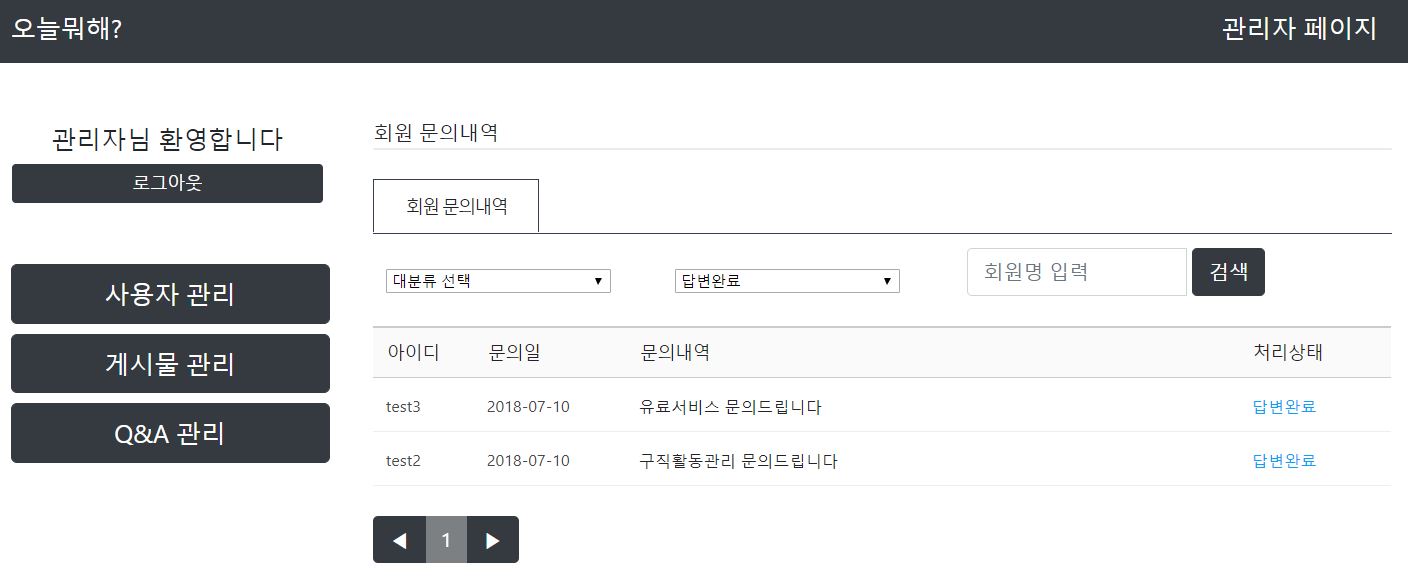 오늘뭐해?
관리자 페이지
관리자님 환영합니다
로그아웃
사용자 관리
게시물 관리
Q&A 관리
회원 문의내역
회원 문의내역
대분류 선택 ▼ 답변완료 ▼ 회원명 입력 검색
아이디 문의일 문의내역 처리상태
test3 2018-07-10 유료서비스 문의드립니다 답변완료
test2 2018-07-10 구직활동관리 문의드립니다 답변완료
◀ 1 ▶